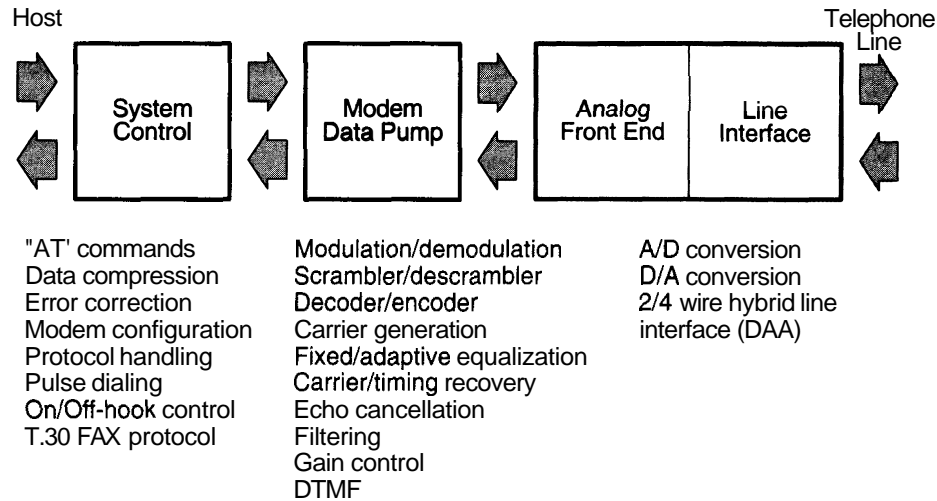 Host
Telephone
Line
System
Control
Modem
Data Pump
Analog
Front End
Line
Interface
"AT' commands
Data compression
Error correction
Modem configuration
Protocol handling
Pulse dialing
On/Off-hook control
T.30 FAX protocol
Modulation/demodulation
Scrambler/descrambler
Decoder/encoder
Carrier generation
Fixed/adaptive equalization
Carrier/timing recovery
Echo cancellation
Filtering
Gain control
DTMF
A/D conversion
D/A conversion
2/4 wire hybrid line
interface (DAA)